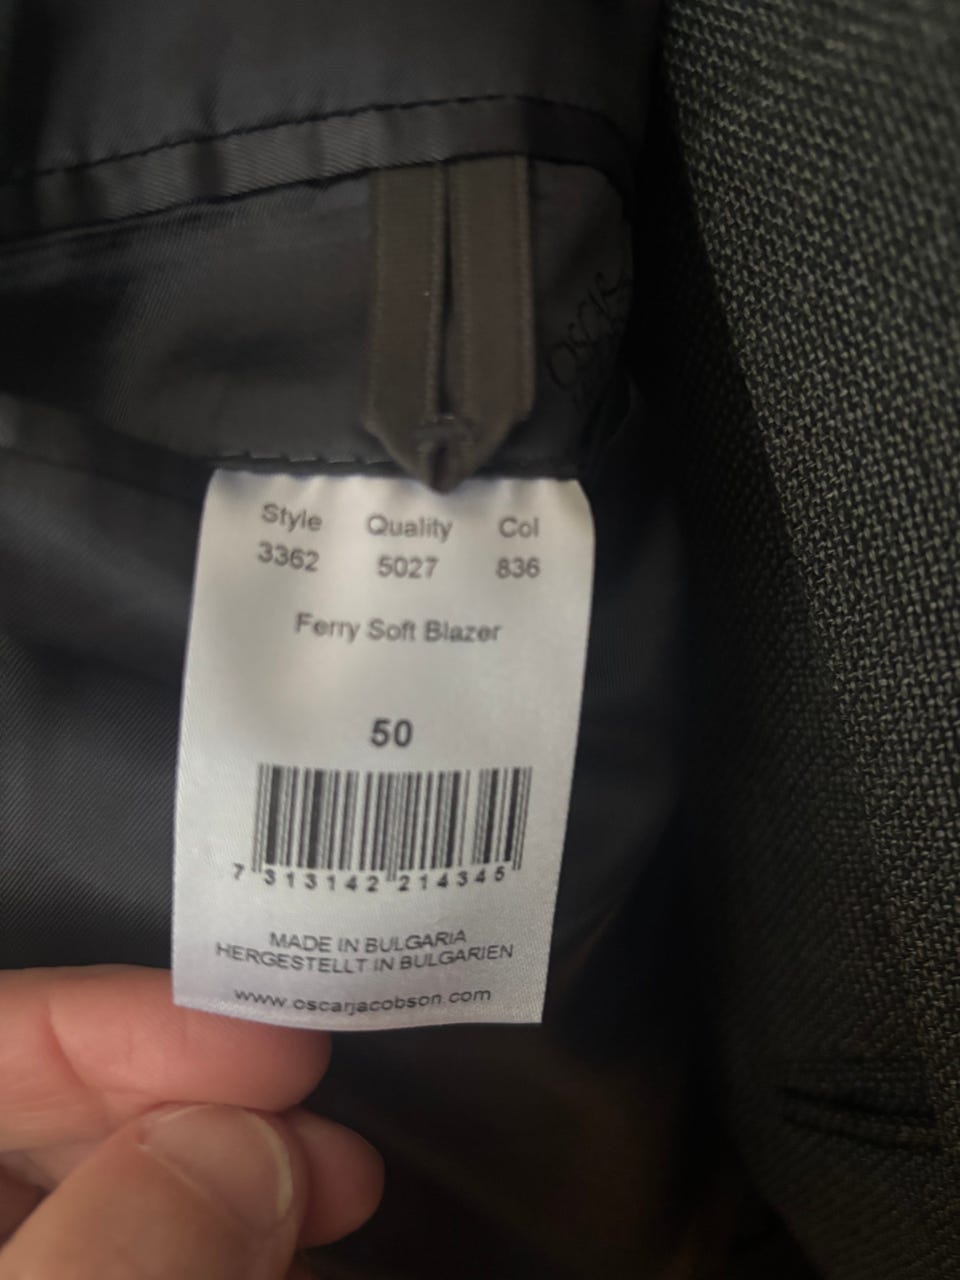 OSCAR
Style Quality Col
3362 5027 836
Ferry Soft Blazer
50
7 313142 214345
MADE IN BULGARIA
HERGESTELLT IN BULGARIEN
www.oscarjacobson.com